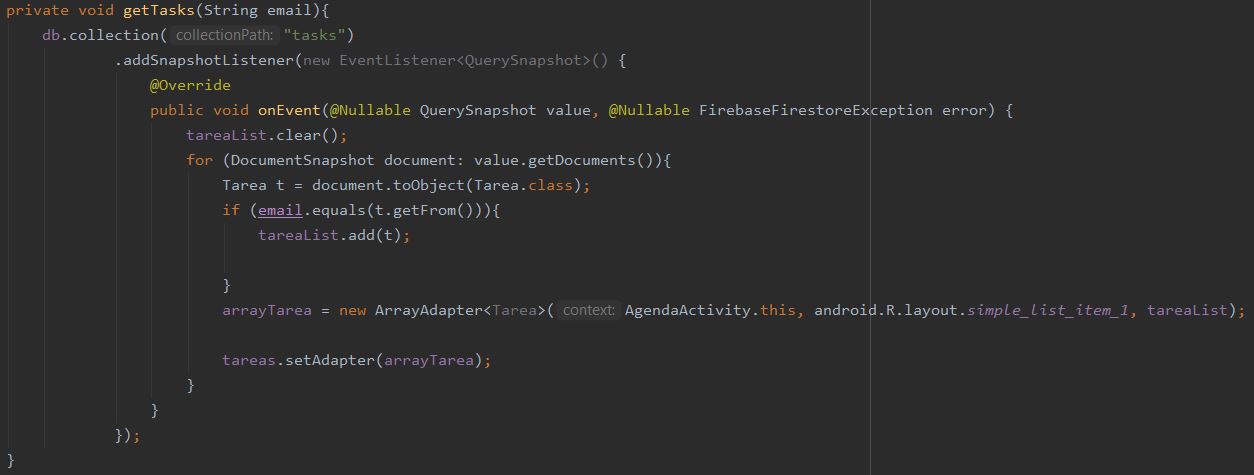 private void getTasks(String email){
db.collection( collectionPath: "tasks")
.addSnapshotListener(new EventListener<QuerySnapshot>() {
@Override
public void onEvent(@Nullable QuerySnapshot value, @Nullable FirebaseFirestoreException error) {
tareaList.clear();
for (DocumentSnapshot document: value.getDocuments()){
Tarea t = document.toObject(Tarea.class);
if (email.equals(t.getFrom())){
tareaList.add(t);
}
arrayTarea = new ArrayAdapter<Tarea>( context: AgendaActivity.this, android.R.layout.simple_list_item_1, tareaList);
tareas.setAdapter(arrayTarea);
}
}
});
}